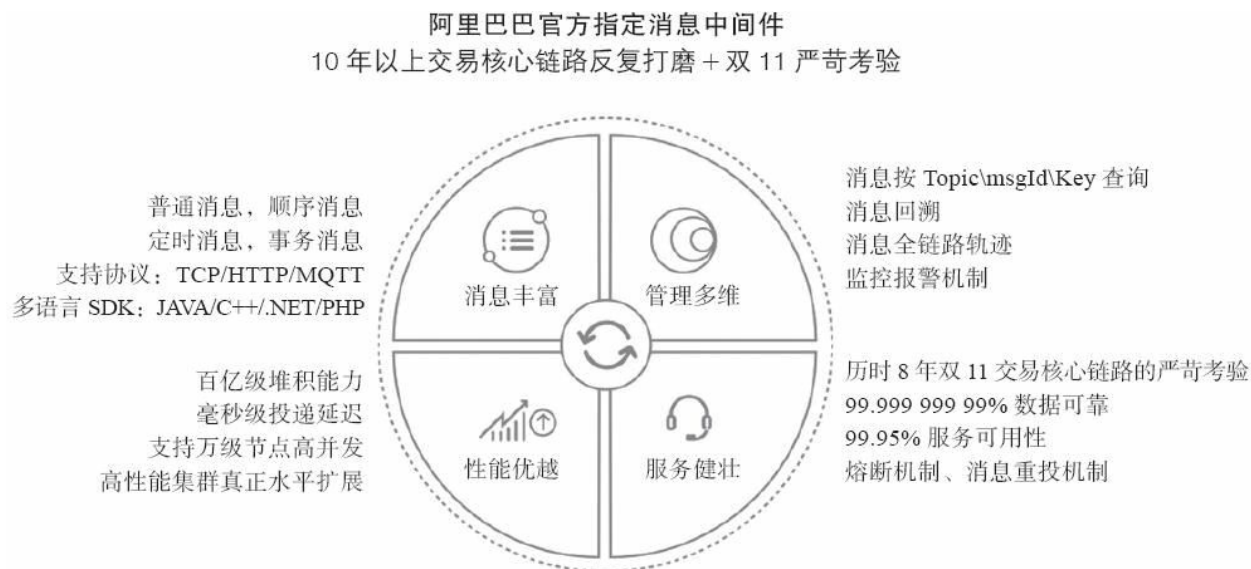 阿里巴巴官方指定消息中间件
10 年以上交易核心链路反复打磨＋双 11 严苛考验
普通消息，顺序消息
定时消息，事务消息
支持协议：TCP/HTTP/MQTT
多语言 SDK：JAVA/C++/.NET/PHP
消息丰富
管理多维
消息按 Topic\msgId\Key 查询
消息回溯
消息全链路轨迹
监控报警机制
百亿级堆积能力
毫秒级投递延迟
支持万级节点高并发
高性能集群真正水平扩展
性能优越
服务健壮
历时 8 年双 11 交易核心链路的严苛考验
99.999 999 99% 数据可靠
99.95% 服务可用性
熔断机制、消息重投机制